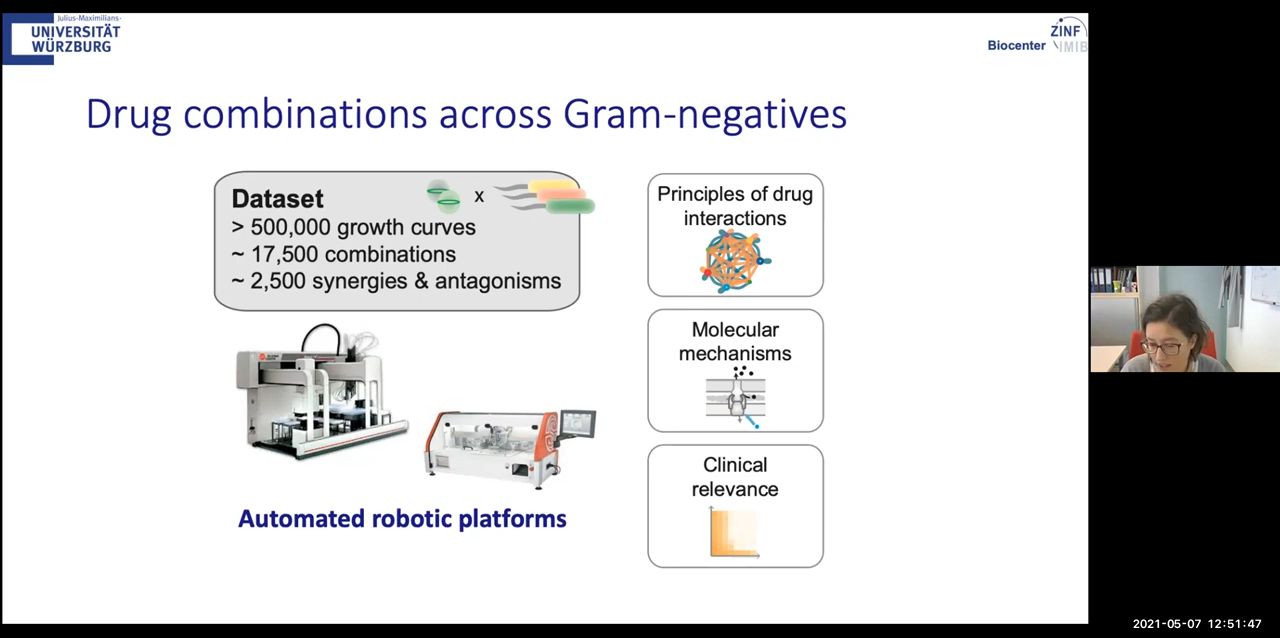 Julius-Maximilians-
UNIVERSITÄT
WÜRZBURG
ZINF
Biocenter IMIB
Drug combinations across Gram-negatives
Dataset
x
> 500,000 growth curves
~ 17,500 combinations
~ 2,500 synergies & antagonisms
Automated robotic platforms
Principles of drug
interactions
Molecular
mechanisms
Clinical
relevance
2021-05-07 12:51:47